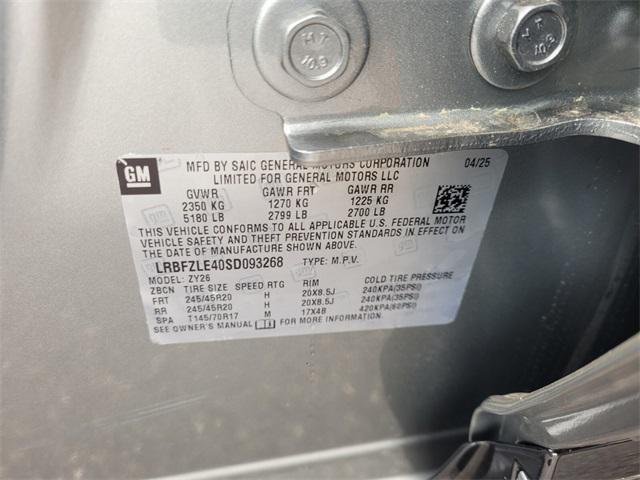 H T
10.9
H T
10.9
GM
MFD BY SAIC GENERAL MOTORS CORPORATION 04/25
LIMITED FOR GENERAL MOTORS LLC
GVWR GAWR FRT GAWR RR
2350 KG 1270 KG 1225 KG
5180 LB 2799 LB 2700 LB
THIS VEHICLE CONFORMS TO ALL APPLICABLE U.S. FEDERAL MOTOR
VEHICLE SAFETY AND THEFT PREVENTION STANDARDS IN EFFECT ON
THE DATE OF MANUFACTURE SHOWN ABOVE.
LRBFZLE40SD093268 TYPE: M.P.V.
MODEL: ZY26
ZBCN TIRE SIZE SPEED RTG RIM COLD TIRE PRESSURE
FRT 245/45R20 H 20X8.5J 240KPA(35PSI)
RR 245/45R20 H 20X8.5J 240KPA(35PSI)
SPA T145/70R17 M 17X4B 420KPA(60PSI)
SEE OWNER'S MANUAL FOR MORE INFORMATION.